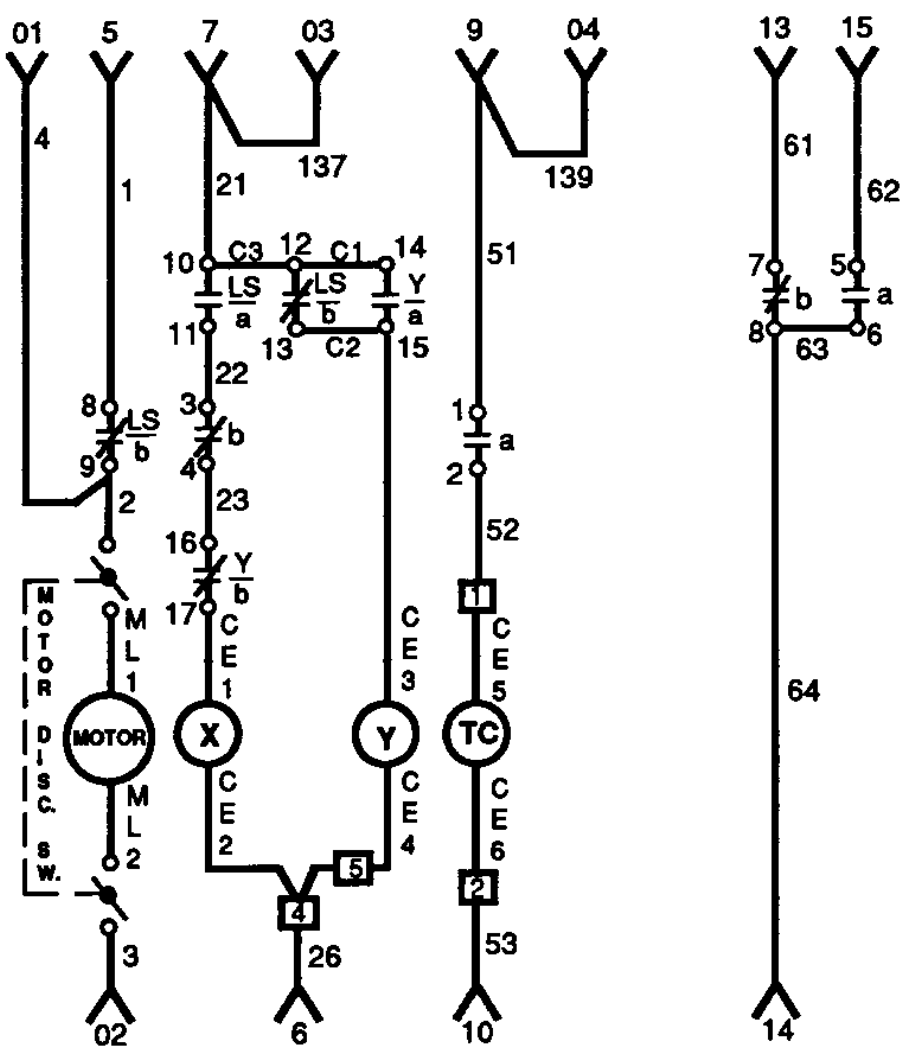 01 5 7 03 9 04 13 15
4 137 61
1 21 139 62
51
10 C3 12 C1 14 7 5
LS/a LS/b Y/a b a
11 13 C2 15 8 63 6
22
8 LS/b 3 b 1 a
9 4 2
2 23 52
16 Y/b 1
17
MOTOR DISC. SW.
ML1 CE1 CE3 CE5 64
MOTOR X Y TC
ML2 CE2 CE4 CE6
5 2
4
3 26 53
02 6 10 14